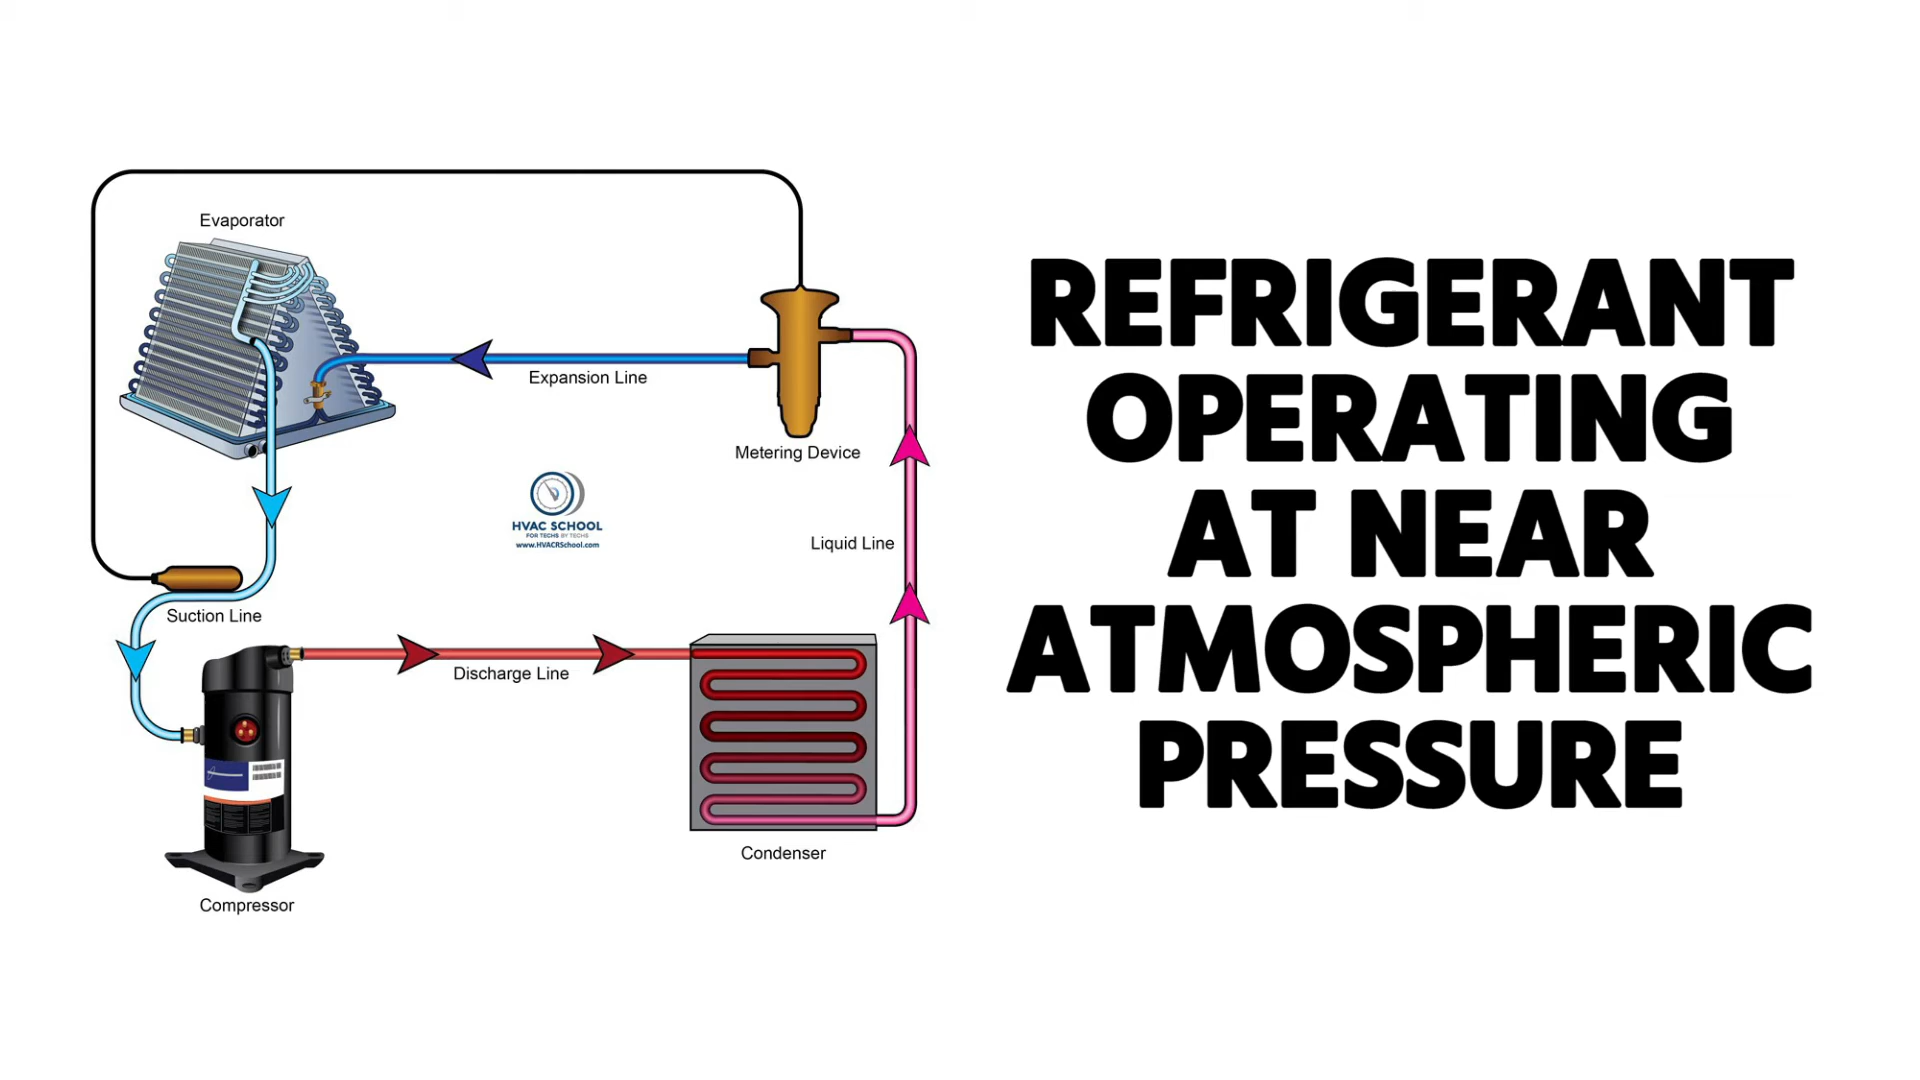 Evaporator
Expansion Line
Metering Device
HVAC SCHOOL
FOR TECHS BY TECHS
www.HVACRSchool.com
Liquid Line
Suction Line
Discharge Line
Condenser
Compressor
REFRIGERANT
OPERATING
AT NEAR
ATMOSPHERIC
PRESSURE